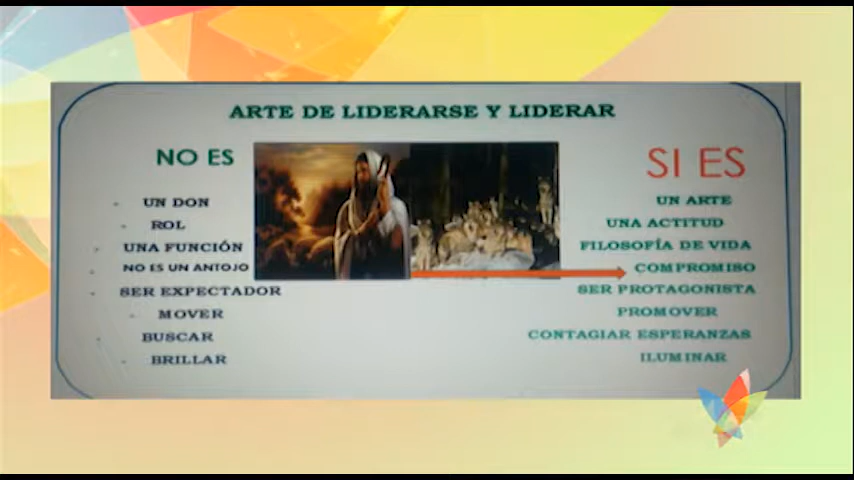 ARTE DE LIDERARSE Y LIDERAR
NO ES
SI ES
UN DON
UN ARTE
ROL
UNA ACTITUD
UNA FUNCIÓN
FILOSOFÍA DE VIDA
NO ES UN ANTOJO
COMPROMISO
SER EXPECTADOR
SER PROTAGONISTA
MOVER
PROMOVER
BUSCAR
CONTAGIAR ESPERANZAS
BRILLAR
ILUMINAR